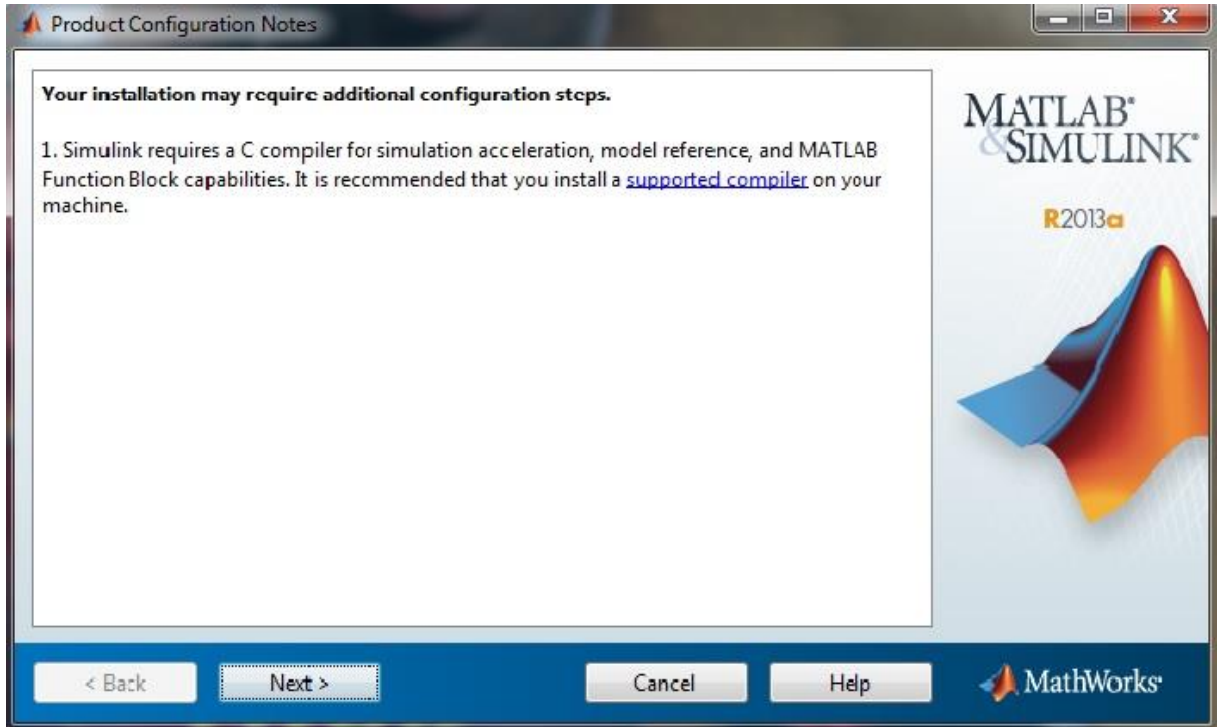 Product Configuration Notes
Your installation may require additional configuration steps.
1. Simulink requires a C compiler for simulation acceleration, model reference, and MATLAB
Function Block capabilities. It is recommended that you install a supported compiler on your
machine.
MATLAB®
&SIMULINK®
R2013a
< Back
Next >
Cancel
Help
MathWorks®